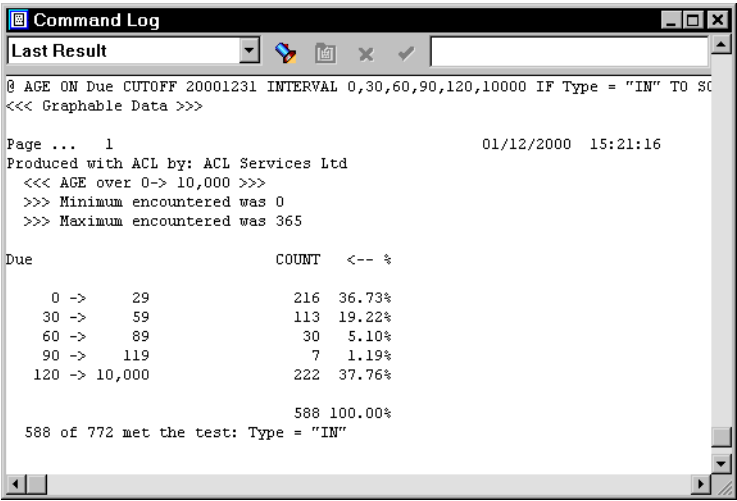 Command Log
Last Result
@ AGE ON Due CUTOFF 20001231 INTERVAL 0,30,60,90,120,10000 IF Type = "IN" TO SC
<<< Graphable Data >>>
Page ... 1 01/12/2000 15:21:16
Produced with ACL by: ACL Services Ltd
<<< AGE over 0-> 10,000 >>>
>>> Minimum encountered was 0
>>> Maximum encountered was 365
Due COUNT <-- %
0 -> 29 216 36.73%
30 -> 59 113 19.22%
60 -> 89 30 5.10%
90 -> 119 7 1.19%
120 -> 10,000 222 37.76%
588 100.00%
588 of 772 met the test: Type = "IN"